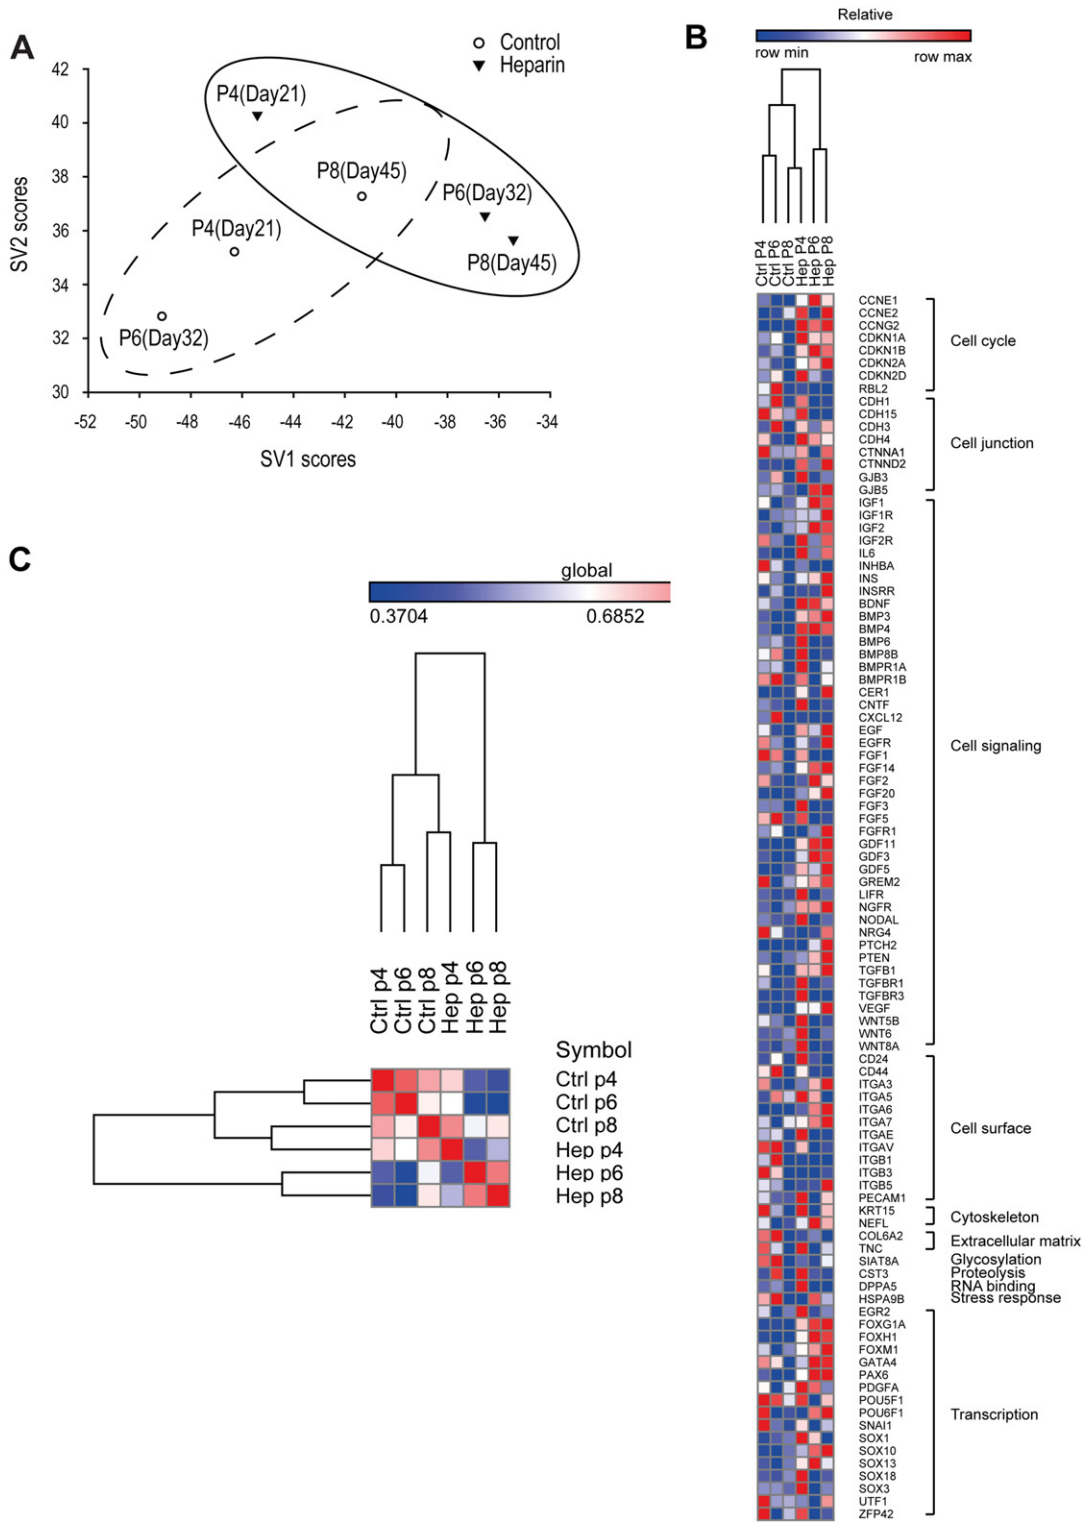 A
Control
Heparin
42
40
38
36
34
32
30
SV2 scores
P4(Day21)
P8(Day45)
P6(Day32)
P4(Day21)
P8(Day45)
P6(Day32)
-52
-50
-48
-46
-44
-42
-40
-38
-36
-34
SV1 scores
B
Relative
row min
row max
Ctrl P4
Ctrl P6
Ctrl P8
Hep P4
Hep P6
Hep P8
CCNE1
CCNE2
CCNG2
CDKN1A
CDKN1B
CDKN2A
CDKN2D
RBL2
CDH1
CDH15
CDH3
CDH4
CTNNA1
CTNND2
GJB3
GJB5
IGF1
IGF1R
IGF2
IGF2R
IL6
INHBA
INS
INSRR
BDNF
BMP3
BMP4
BMP6
BMP8B
BMPR1A
BMPR1B
CER1
CNTF
CXCL12
EGF
EGFR
FGF1
FGF14
FGF2
FGF20
FGF3
FGF5
FGFR1
GDF11
GDF3
GDF5
GREM2
LIFR
NGFR
NODAL
NRG4
PTCH2
PTEN
TGFB1
TGFBR1
TGFBR3
VEGF
WNT5B
WNT6
WNT8A
CD24
CD44
ITGA3
ITGA5
ITGA6
ITGA7
ITGAE
ITGAV
ITGB1
ITGB3
ITGB5
PECAM1
KRT15
NEFL
COL6A2
TNC
SIAT8A
CST3
DPPA5
HSPA9B
EGR2
FOXG1A
FOXH1
FOXM1
GATA4
PAX6
PDGFA
POU5F1
POU6F1
SNAI1
SOX1
SOX10
SOX13
SOX18
SOX3
UTF1
ZFP42
Cell cycle
Cell junction
Cell signaling
Cell surface
Cytoskeleton
Extracellular matrix
Glycosylation
Proteolysis
RNA binding
Stress response
Transcription
C
global
0.3704
0.6852
Ctrl p4
Ctrl p6
Ctrl p8
Hep p4
Hep p6
Hep p8
Symbol
Ctrl p4
Ctrl p6
Ctrl p8
Hep p4
Hep p6
Hep p8